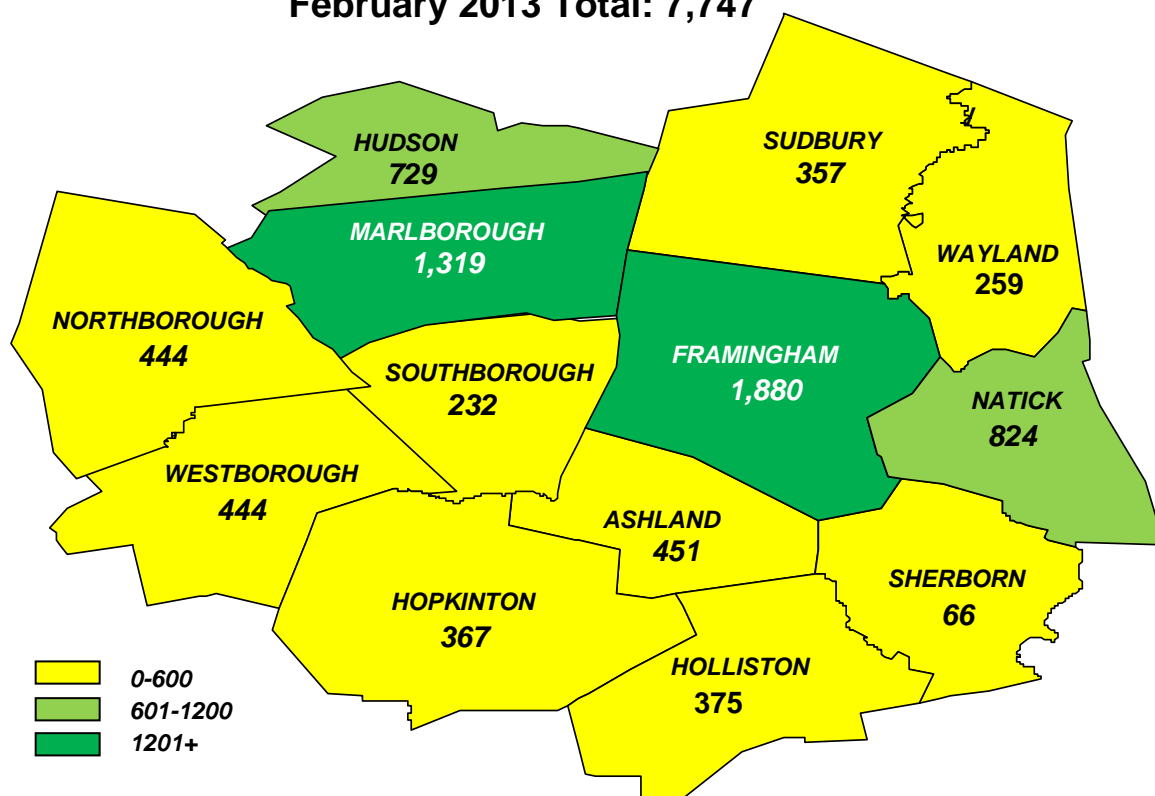 February 2013 Total: 7,747
HUDSON
729
SUDBURY
357
MARLBOROUGH
1,319
WAYLAND
259
NORTHBOROUGH
444
SOUTHBOROUGH
232
FRAMINGHAM
1,880
NATICK
824
WESTBOROUGH
444
ASHLAND
451
SHERBORN
66
HOPKINTON
367
HOLLISTON
375
0-600
601-1200
1201+